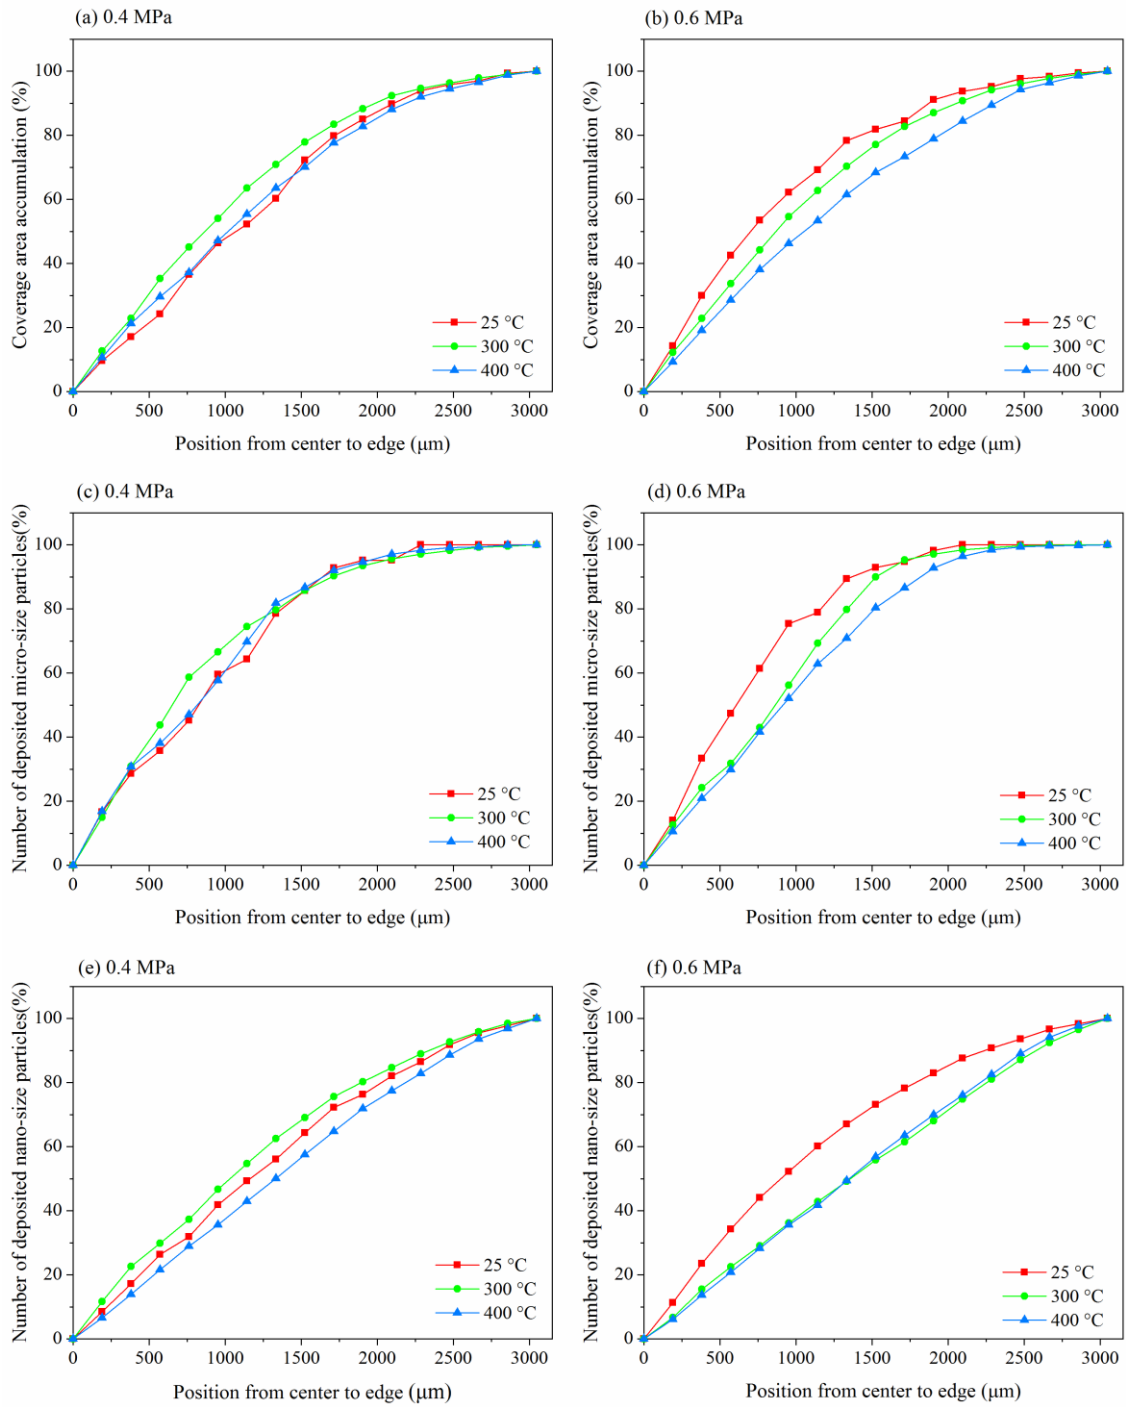 (a) 0.4 MPa
Coverage area accumulation (%)
100
80
60
40
20
0
25 °C
300 °C
400 °C
0 500 1000 1500 2000 2500 3000
Position from center to edge (μm)
(b) 0.6 MPa
Coverage area accumulation (%)
100
80
60
40
20
0
25 °C
300 °C
400 °C
0 500 1000 1500 2000 2500 3000
Position from center to edge (μm)
(c) 0.4 MPa
Number of deposited micro-size particles(%)
100
80
60
40
20
0
25 °C
300 °C
400 °C
0 500 1000 1500 2000 2500 3000
Position from center to edge (μm)
(d) 0.6 MPa
Number of deposited micro-size particles(%)
100
80
60
40
20
0
25 °C
300 °C
400 °C
0 500 1000 1500 2000 2500 3000
Position from center to edge (μm)
(e) 0.4 MPa
Number of deposited nano-size particles(%)
100
80
60
40
20
0
25 °C
300 °C
400 °C
0 500 1000 1500 2000 2500 3000
Position from center to edge (μm)
(f) 0.6 MPa
Number of deposited nano-size particles(%)
100
80
60
40
20
0
25 °C
300 °C
400 °C
0 500 1000 1500 2000 2500 3000
Position from center to edge (μm)